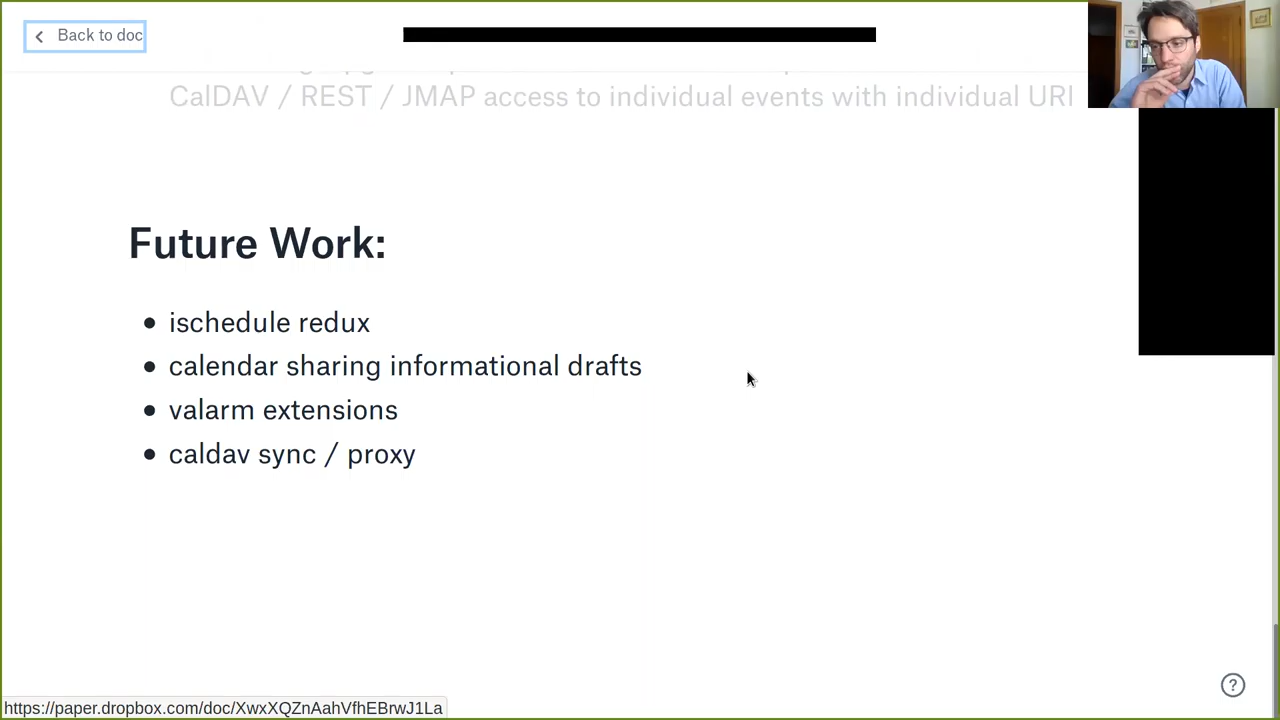 Back to doc
CalDAV / REST / JMAP access to individual events with individual URI
Future Work:
• ischedule redux
• calendar sharing informational drafts
• valarm extensions
• caldav sync / proxy
?
https://paper.dropbox.com/doc/XwxXQZnAahVfhEBrwJ1La